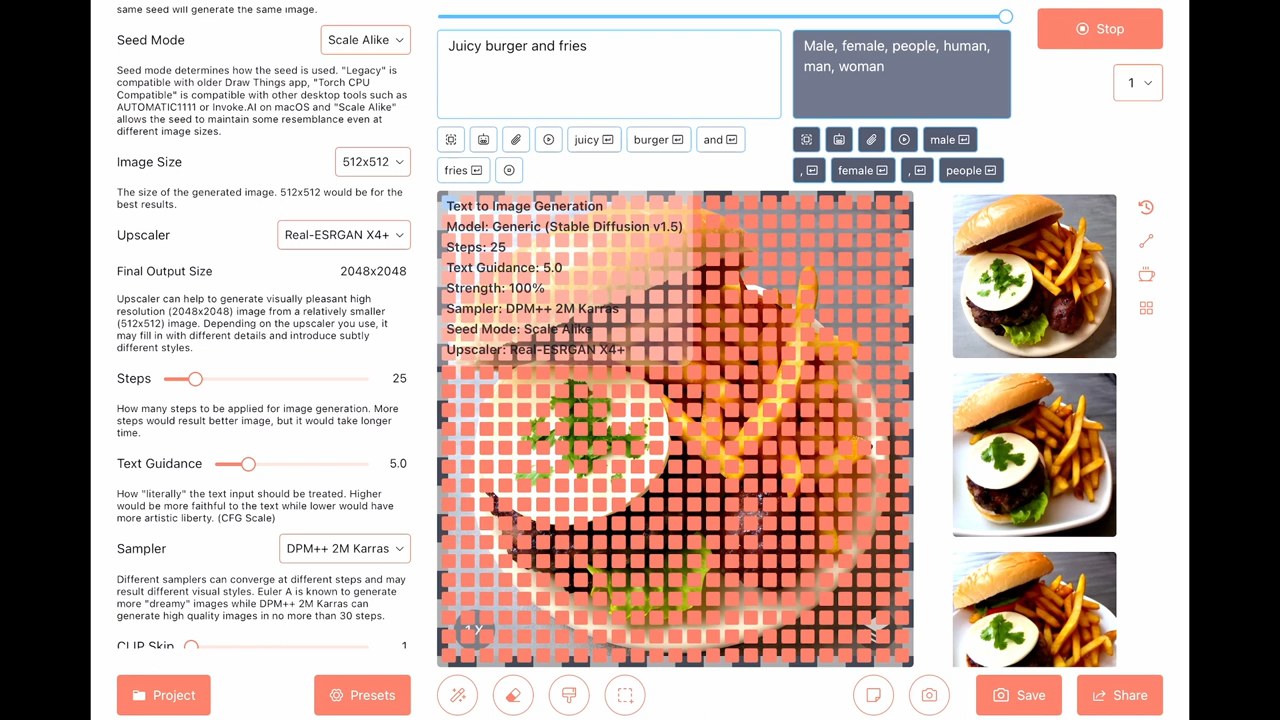 same seed will generate the same image.
Seed Mode
Scale Alike
Seed mode determines how the seed is used. "Legacy" is
compatible with older Draw Things app, "Torch CPU
Compatible" is compatible with other desktop tools such as
AUTOMATIC1111 or Invoke.AI on macOS and "Scale Alike"
allows the seed to maintain some resemblance even at
different image sizes.
Image Size
512x512
The size of the generated image. 512x512 would be for the
best results.
Upscaler
Real-ESRGAN X4+
Final Output Size
2048x2048
Upscaler can help to generate visually pleasant high
resolution (2048x2048) image from a relatively smaller
(512x512) image. Depending on the upscaler you use, it
may fill in with different details and introduce subtly
different styles.
Steps
25
How many steps to be applied for image generation. More
steps would result better image, but it would take longer
time.
Text Guidance
5.0
How "literally" the text input should be treated. Higher
would be more faithful to the text while lower would have
more artistic liberty. (CFG Scale)
Sampler
DPM++ 2M Karras
Different samplers can converge at different steps and may
result different visual styles. Euler A is known to generate
more "dreamy" images while DPM++ 2M Karras can
generate high quality images in no more than 30 steps.
CLIP Skip
1
Project
Presets
Juicy burger and fries
juicy
burger
and
fries
Male, female, people, human,
man, woman
male
,
female
,
people
Stop
1
Text to Image Generation
Model: Generic (Stable Diffusion v1.5)
Steps: 25
Text Guidance: 5.0
Strength: 100%
Sampler: DPM++ 2M Karras
Seed Mode: Scale Alike
Upscaler: Real-ESRGAN X4+
Save
Share